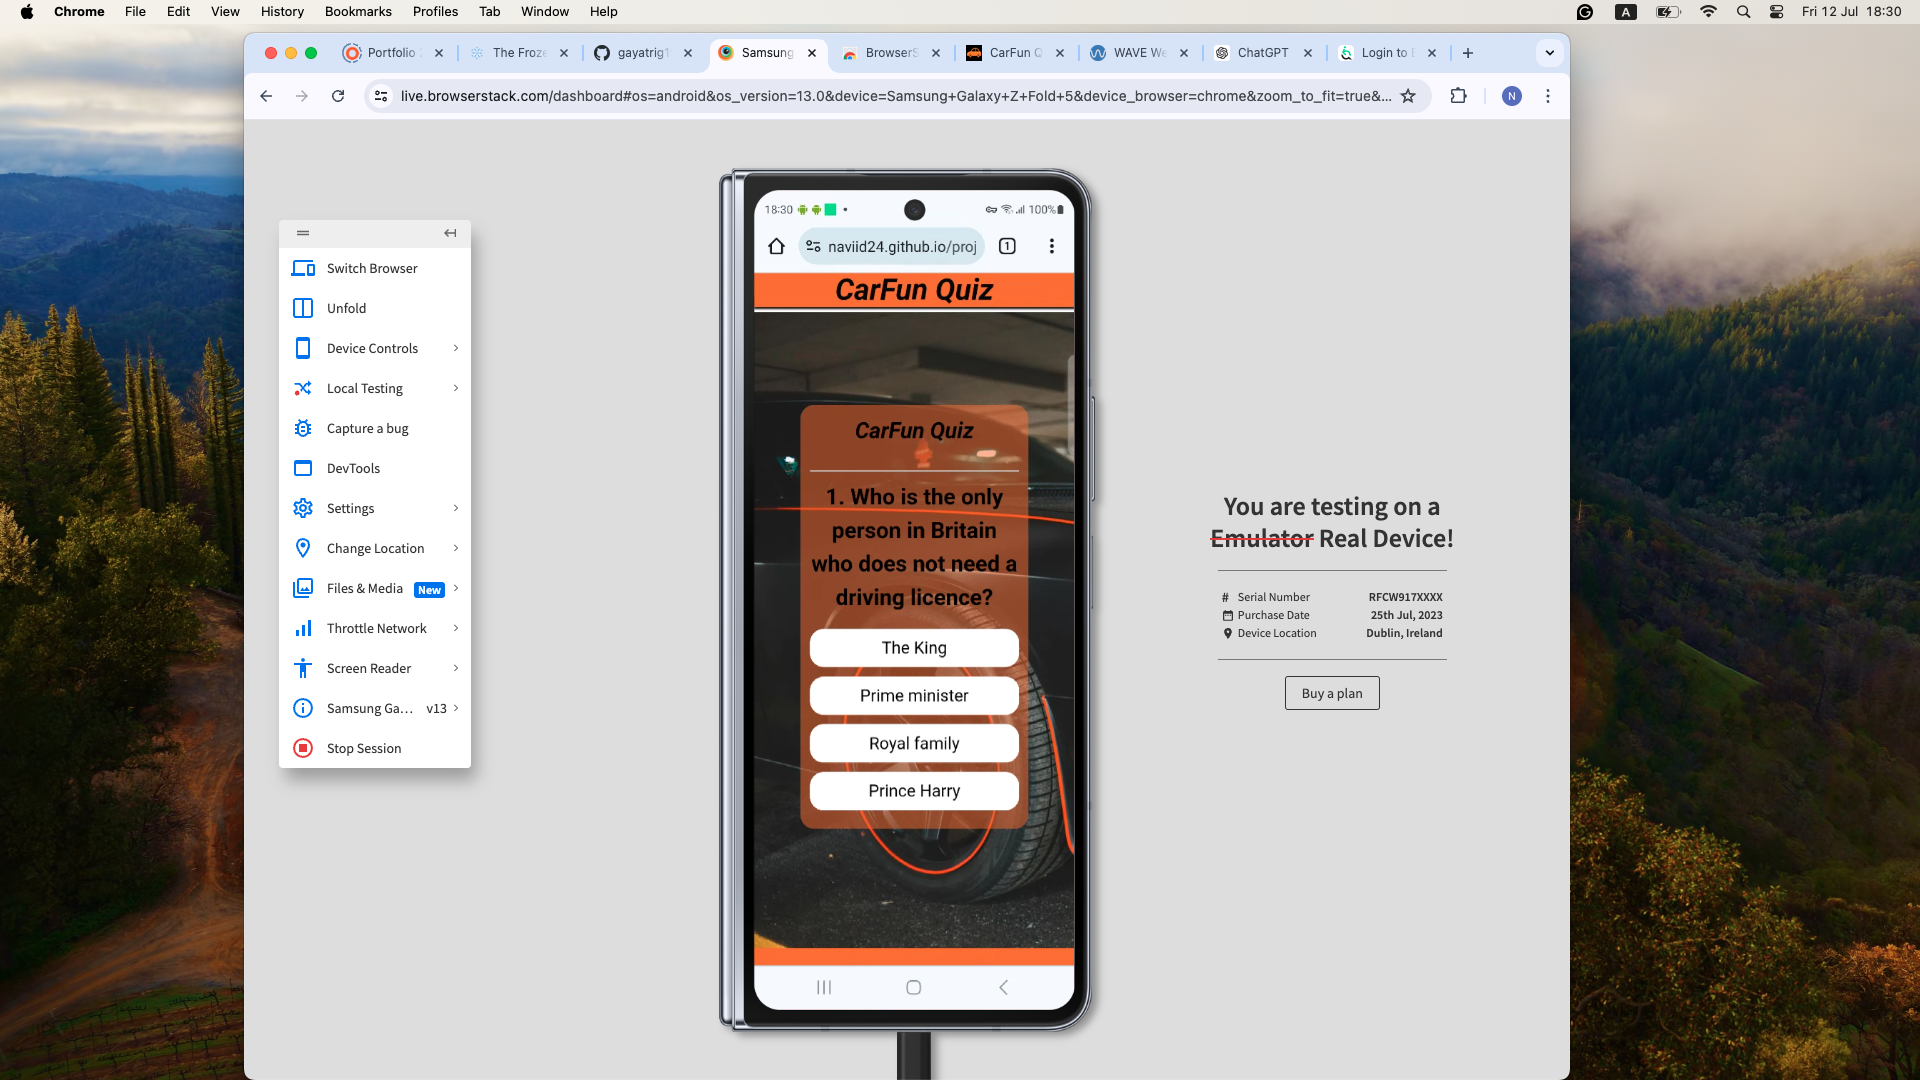 Chrome File Edit View History Bookmarks Profiles Tab Window Help
A Fri 12 Jul 18:30
Portfolio The Froze gayatrig1 Samsung BrowserS CarFun Q WAVE We ChatGPT Login to
live.browserstack.com/dashboard#os=android&os_version=13.0&device=Samsung+Galaxy+Z+Fold+5&device_browser=chrome&zoom_to_fit=true&...
N
Switch Browser
Unfold
Device Controls
Local Testing
Capture a bug
DevTools
Settings
Change Location
Files & Media New
Throttle Network
Screen Reader
Samsung Ga... v13
Stop Session
18:30 100%
naviid24.github.io/proj
1
CarFun Quiz
CarFun Quiz
1. Who is the only
person in Britain
who does not need a
driving licence?
The King
Prime minister
Royal family
Prince Harry
You are testing on a
Emulator Real Device!
# Serial Number RFCW917XXXX
Purchase Date 25th Jul, 2023
Device Location Dublin, Ireland
Buy a plan